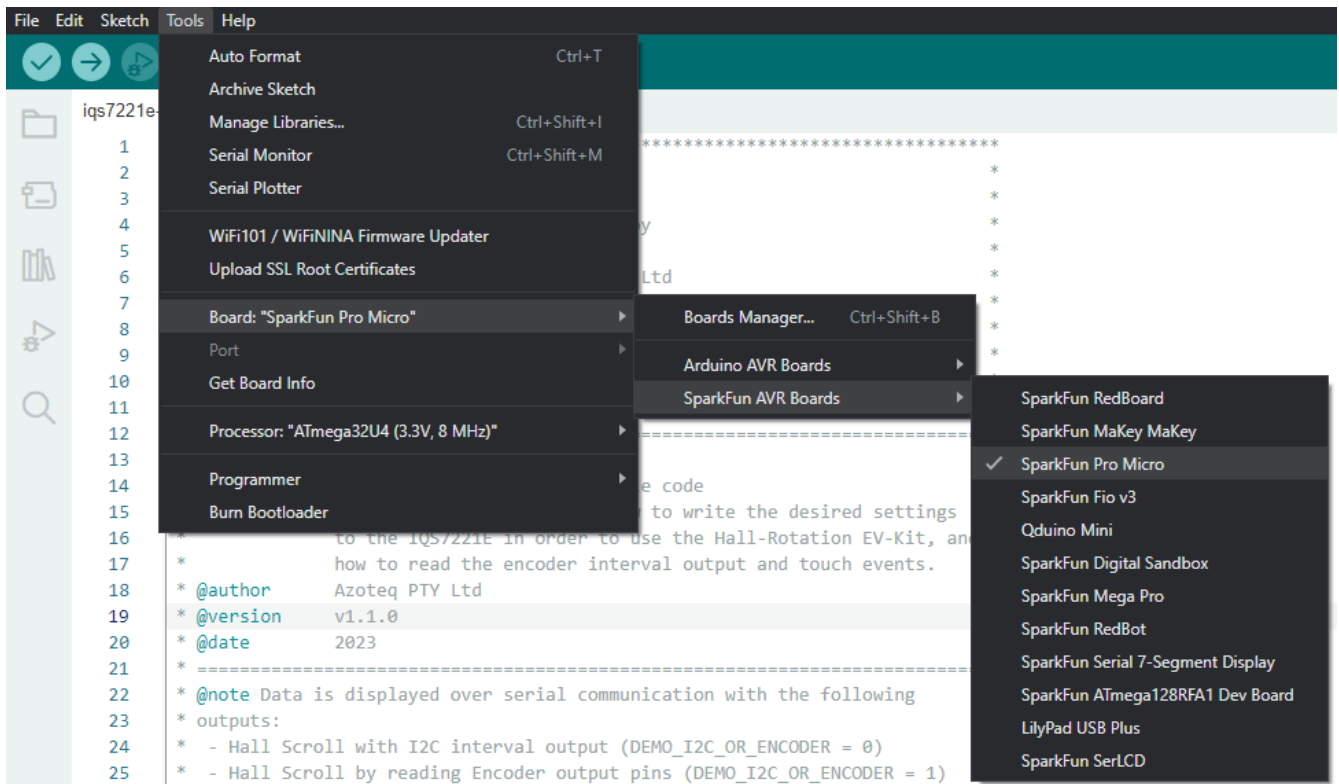 File Edit Sketch Tools Help
Auto Format Ctrl+T
Archive Sketch
Manage Libraries... Ctrl+Shift+I
Serial Monitor Ctrl+Shift+M
Serial Plotter
WiFi101 / WiFiNINA Firmware Updater
Upload SSL Root Certificates
Board: "SparkFun Pro Micro"
Port
Get Board Info
Processor: "ATmega32U4 (3.3V, 8 MHz)"
Programmer
Burn Bootloader
Boards Manager... Ctrl+Shift+B
Arduino AVR Boards
SparkFun AVR Boards
SparkFun RedBoard
SparkFun MaKey MaKey
SparkFun Pro Micro
SparkFun Fio v3
Qduino Mini
SparkFun Digital Sandbox
SparkFun Mega Pro
SparkFun RedBot
SparkFun Serial 7-Segment Display
SparkFun ATmega128RFA1 Dev Board
LilyPad USB Plus
SparkFun SerLCD
iqs7221e-
1 **********************************
2 *
3 *
4 y *
5 *
6 Ltd *
7 *
8 *
9 *
10
11
12 ================================
13
14 e code
15 to write the desired settings
16 * to the IQS7221E in order to use the Hall-Rotation EV-Kit, and
17 * how to read the encoder interval output and touch events.
18 * @author Azoteq PTY Ltd
19 * @version v1.1.0
20 * @date 2023
21 * ==========================================================================
22 * @note Data is displayed over serial communication with the following
23 * outputs:
24 * - Hall Scroll with I2C interval output (DEMO_I2C_OR_ENCODER = 0)
25 * - Hall Scroll by reading Encoder output pins (DEMO_I2C_OR_ENCODER = 1)